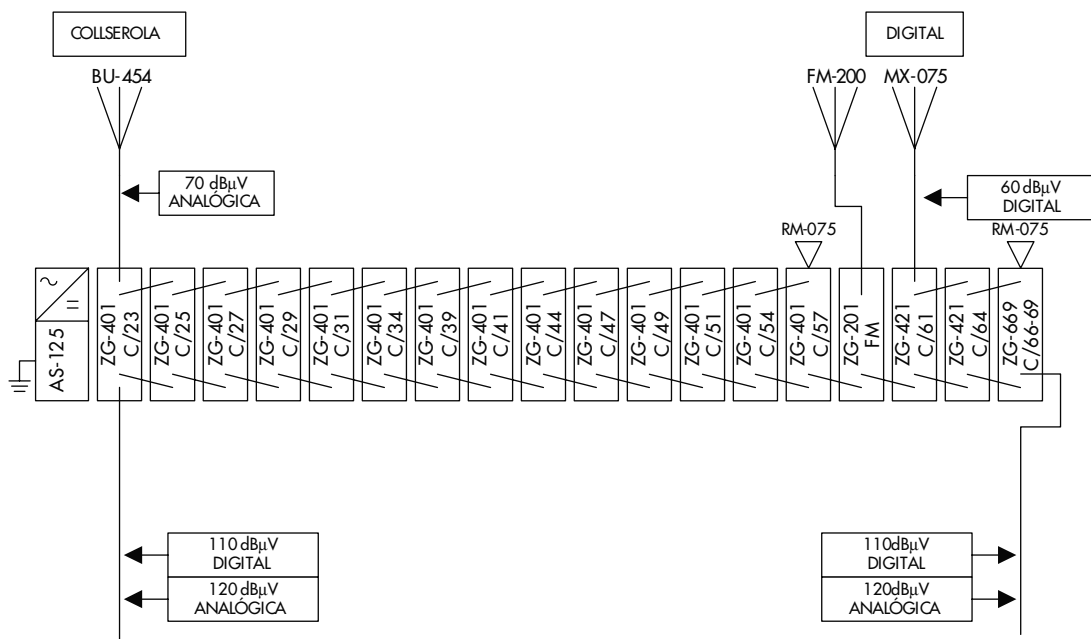 COLLSEROLA
DIGITAL
BU-454
FM-200
MX-075
70 dBµV
ANALÓGICA
60 dBµV
DIGITAL
RM-075
RM-075
AS-125
ZG-401
C/23
ZG-401
C/25
ZG-401
C/27
ZG-401
C/29
ZG-401
C/31
ZG-401
C/34
ZG-401
C/39
ZG-401
C/41
ZG-401
C/44
ZG-401
C/47
ZG-401
C/49
ZG-401
C/51
ZG-401
C/54
ZG-401
C/57
ZG-201
FM
ZG-421
C/61
ZG-421
C/64
ZG-669
C/66-69
110 dBµV
DIGITAL
120 dBµV
ANALÓGICA
110dBµV
DIGITAL
120dBµV
ANALÓGICA